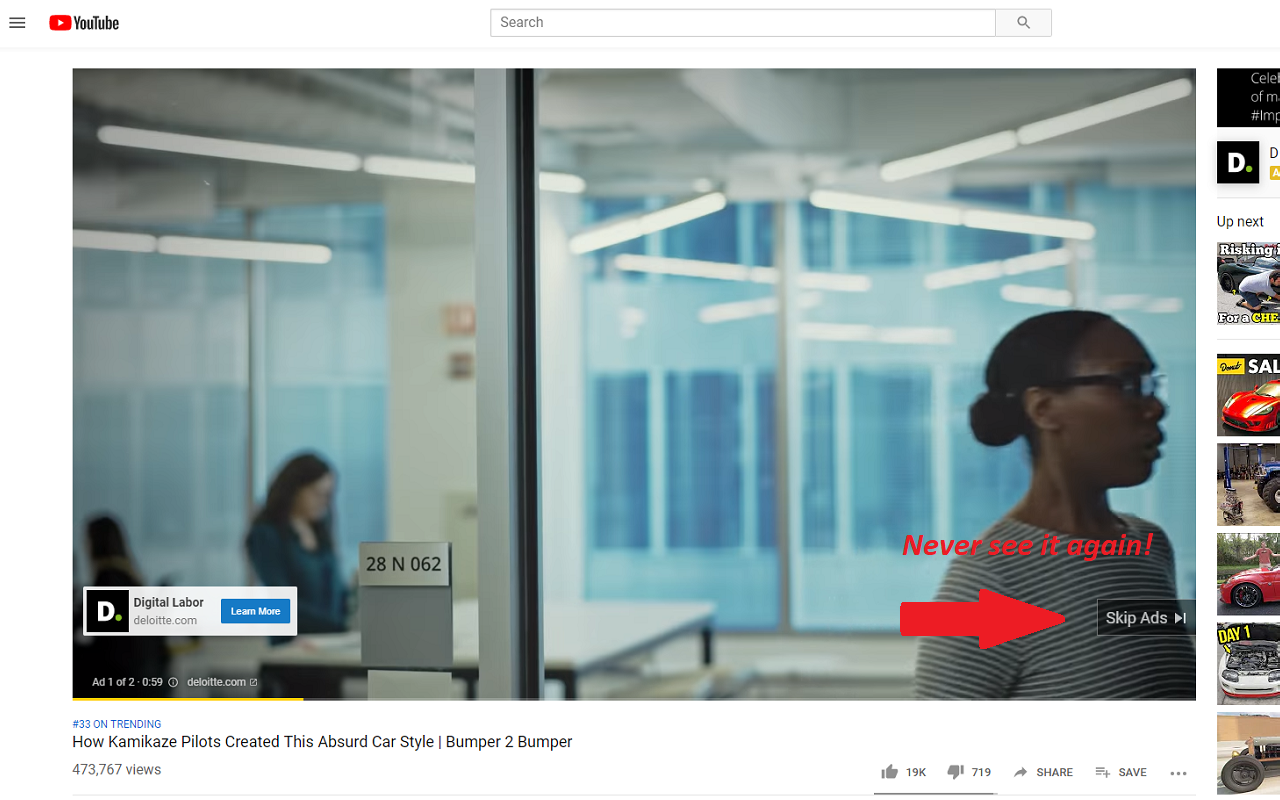 YouTube
Search
Celeb
of ma
#Imp
D.
D
A
Up next
Risking i
For a CHE
Donut SAL
DAY 1
28 N 062
Never see it again!
Skip Ads
D. Digital Labor
deloitte.com
Learn More
Ad 1 of 2 · 0:59 deloitte.com
#33 ON TRENDING
How Kamikaze Pilots Created This Absurd Car Style | Bumper 2 Bumper
473,767 views
19K 719 SHARE SAVE